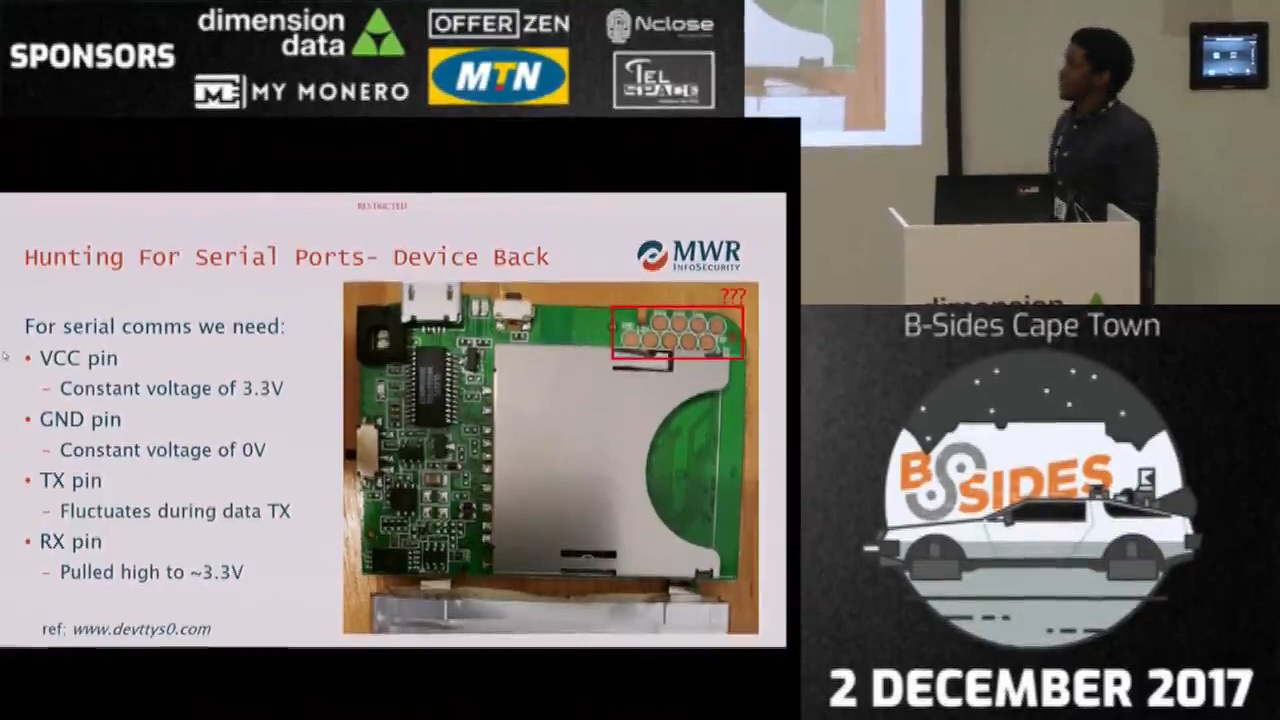 SPONSORS
dimension
data
MY MONERO
OFFERZEN
MTN
Nclose
TEL
SPACE
RESTRICTED
Hunting For Serial Ports- Device Back
MWR
INFOSECURITY
???
For serial comms we need:
• VCC pin
– Constant voltage of 3.3V
• GND pin
– Constant voltage of 0V
• TX pin
– Fluctuates during data TX
• RX pin
– Pulled high to ~3.3V
ref: www.devttys0.com
dimension
B-Sides Cape Town
BSIDES
2 DECEMBER 2017